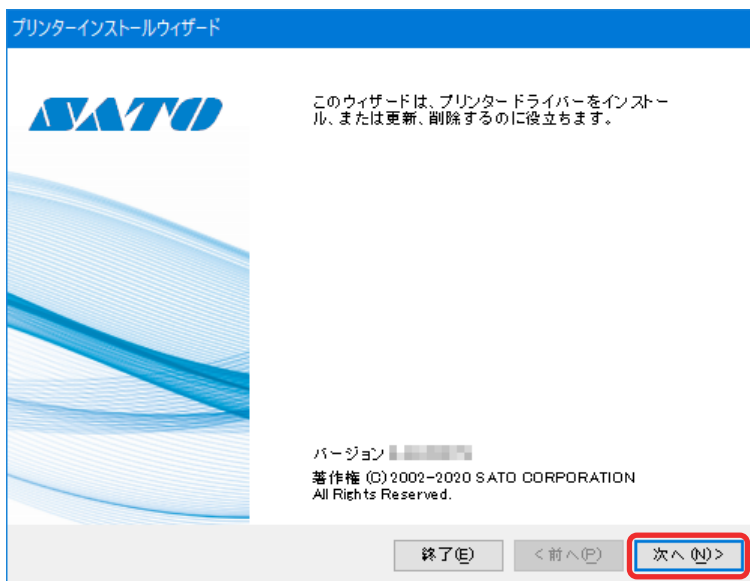 プリンターインストールウィザード
SATO
このウィザードは、プリンタードライバーをインストー
ル、または更新、削除するのに役立ちます。
バージョン
著作権 (C)2002-2020 SATO CORPORATION
All Rights Reserved.
終了(E)
<前へ(P)
次へ(N)>